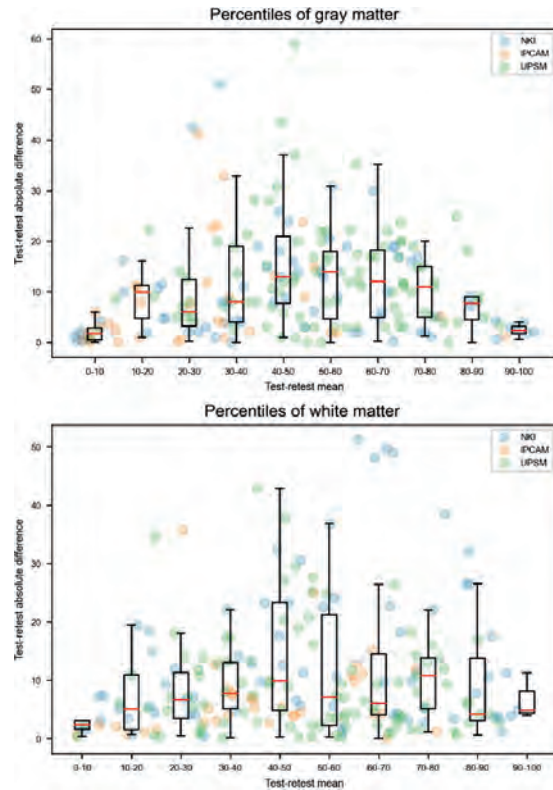 Percentiles of gray matter
60
50
40
30
20
10
0
Test-retest absolute difference
NKI
IPCAM
UPSM
0-10 10-20 20-30 30-40 40-50 50-60 60-70 70-80 80-90 90-100
Test-retest mean
Percentiles of white matter
50
40
30
20
10
0
Test-retest absolute difference
NKI
IPCAM
UPSM
0-10 10-20 20-30 30-40 40-50 50-60 60-70 70-80 80-90 90-100
Test-retest mean